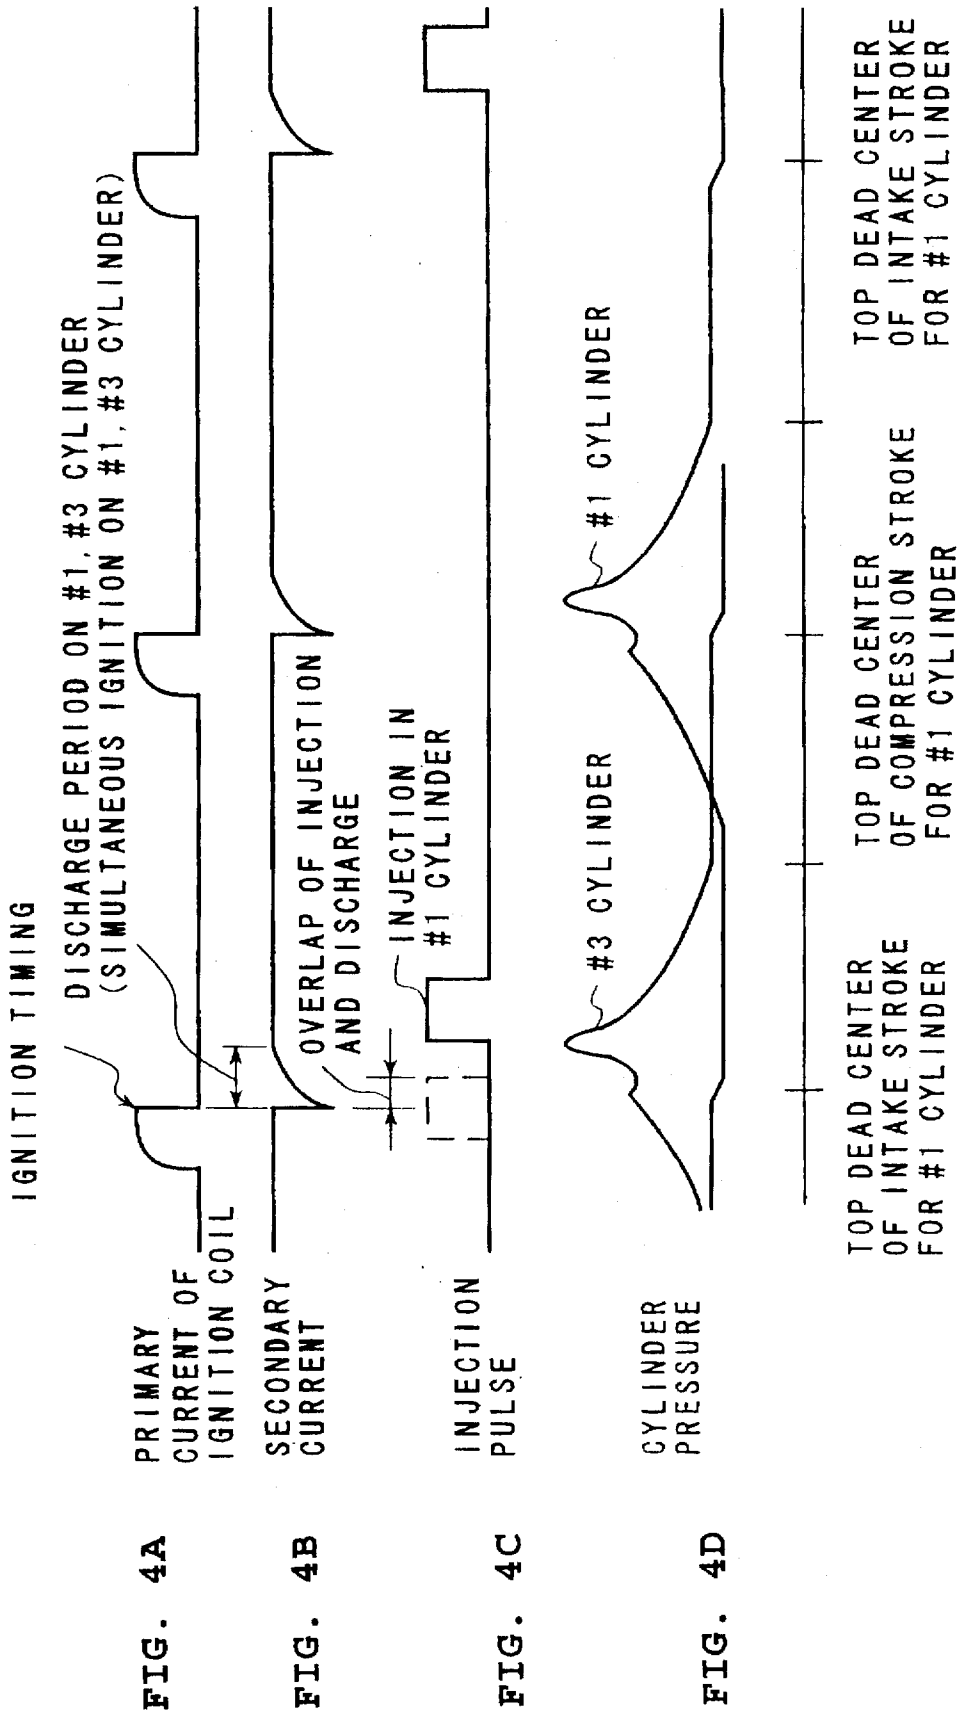 IGNITION TIMING
DISCHARGE PERIOD ON #1, #3 CYLINDER
(SIMULTANEOUS IGNITION ON #1, #3 CYLINDER)
FIG. 4A
PRIMARY
CURRENT OF
IGNITION COIL
FIG. 4B
SECONDARY
CURRENT
OVERLAP OF INJECTION
AND DISCHARGE
INJECTION IN
#1 CYLINDER
FIG. 4C
INJECTION
PULSE
#3 CYLINDER
#1 CYLINDER
FIG. 4D
CYLINDER
PRESSURE
TOP DEAD CENTER
OF INTAKE STROKE
FOR #1 CYLINDER
TOP DEAD CENTER
OF COMPRESSION STROKE
FOR #1 CYLINDER
TOP DEAD CENTER
OF INTAKE STROKE
FOR #1 CYLINDER